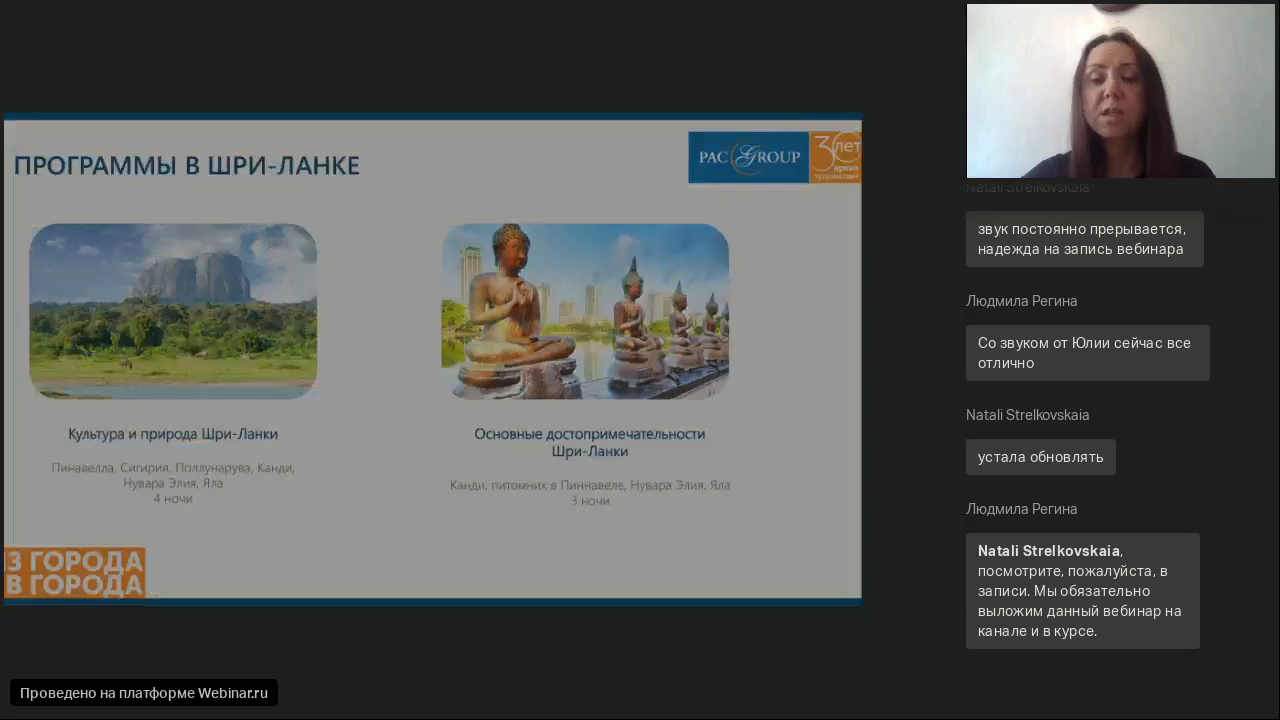 ПРОГРАММЫ В ШРИ-ЛАНКЕ
PAC GROUP
30 лет
Культура и природа Шри-Ланки
Пинавелла, Сигирия, Поллунарува, Канди,
Нувара Элия, Яла
4 ночи
Основные достопримечательности
Шри-Ланки
Канди, питомник в Пиннавеле, Нувара Элия, Яла
3 ночи
З ГОРОДА
В ГОРОДА
Проведено на платформе Webinar.ru
Natali Strelkovskaia
звук постоянно прерывается,
надежда на запись вебинара
Людмила Регина
Со звуком от Юлии сейчас все
отлично
Natali Strelkovskaia
устала обновлять
Людмила Регина
Natali Strelkovskaia,
посмотрите, пожалуйста, в
записи. Мы обязательно
выложим данный вебинар на
канале и в курсе.